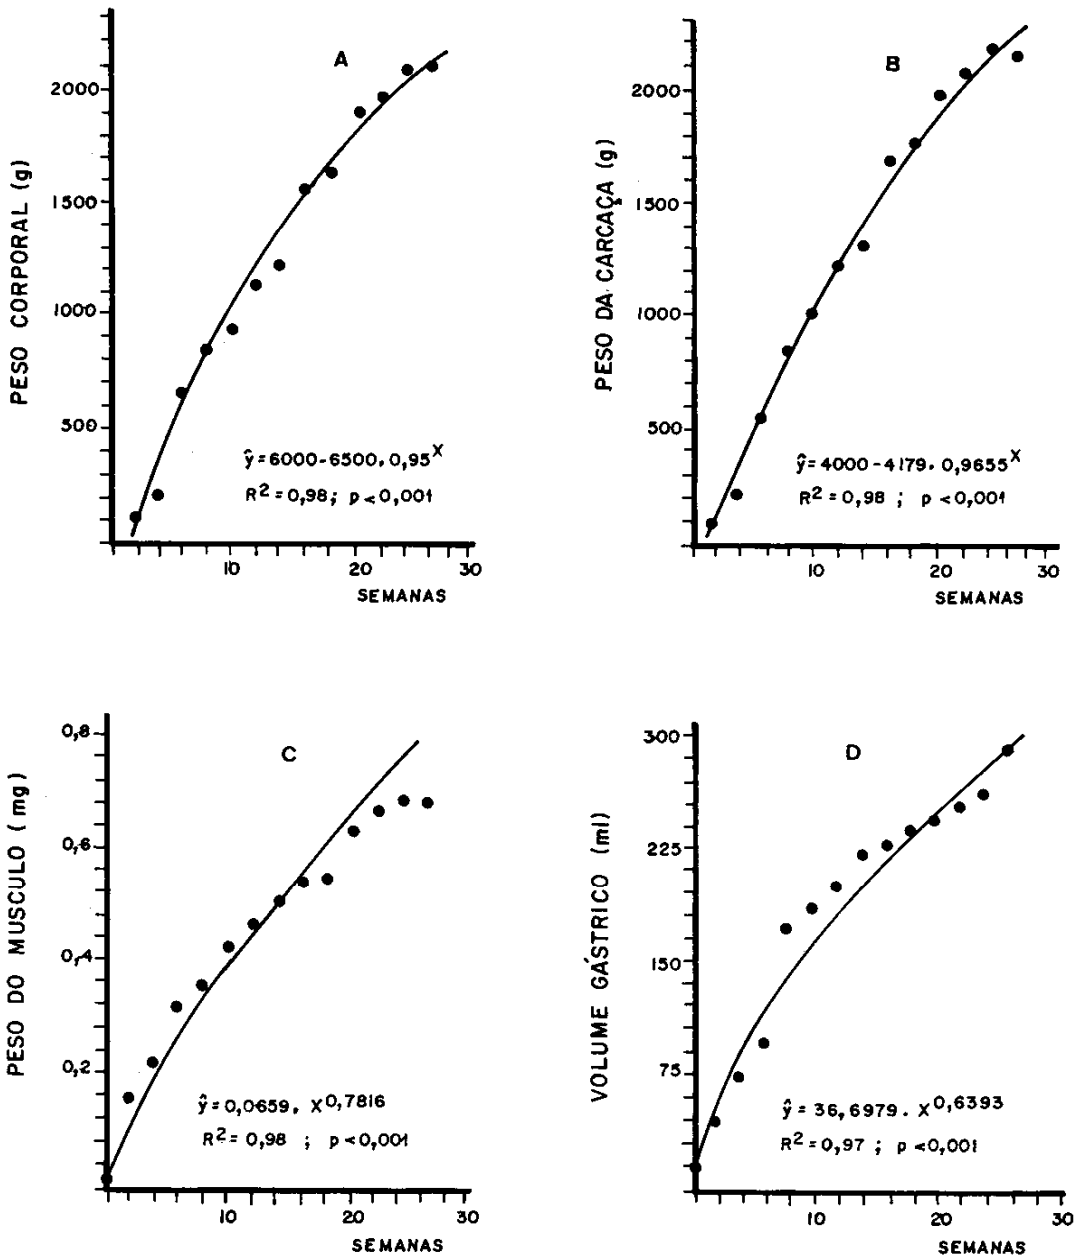 A
PESO CORPORAL (g)
2000
1500
1000
500
ŷ=6000-6500.0,95^X
R²=0,98; p<0,001
10 20 30
SEMANAS
B
PESO DA CARCAÇA (g)
2000
1500
1000
500
ŷ=4000-4179.0,9655^X
R²=0,98 ; p<0,001
10 20 30
SEMANAS
C
PESO DO MUSCULO (mg)
0,8
0,6
0,4
0,2
ŷ=0,0659. X^0,7816
R²=0,98 ; p<0,001
10 20 30
SEMANAS
D
VOLUME GÁSTRICO (ml)
300
225
150
75
ŷ=36,6979. X^0,6393
R²=0,97 ; p<0,001
10 20 30
SEMANAS